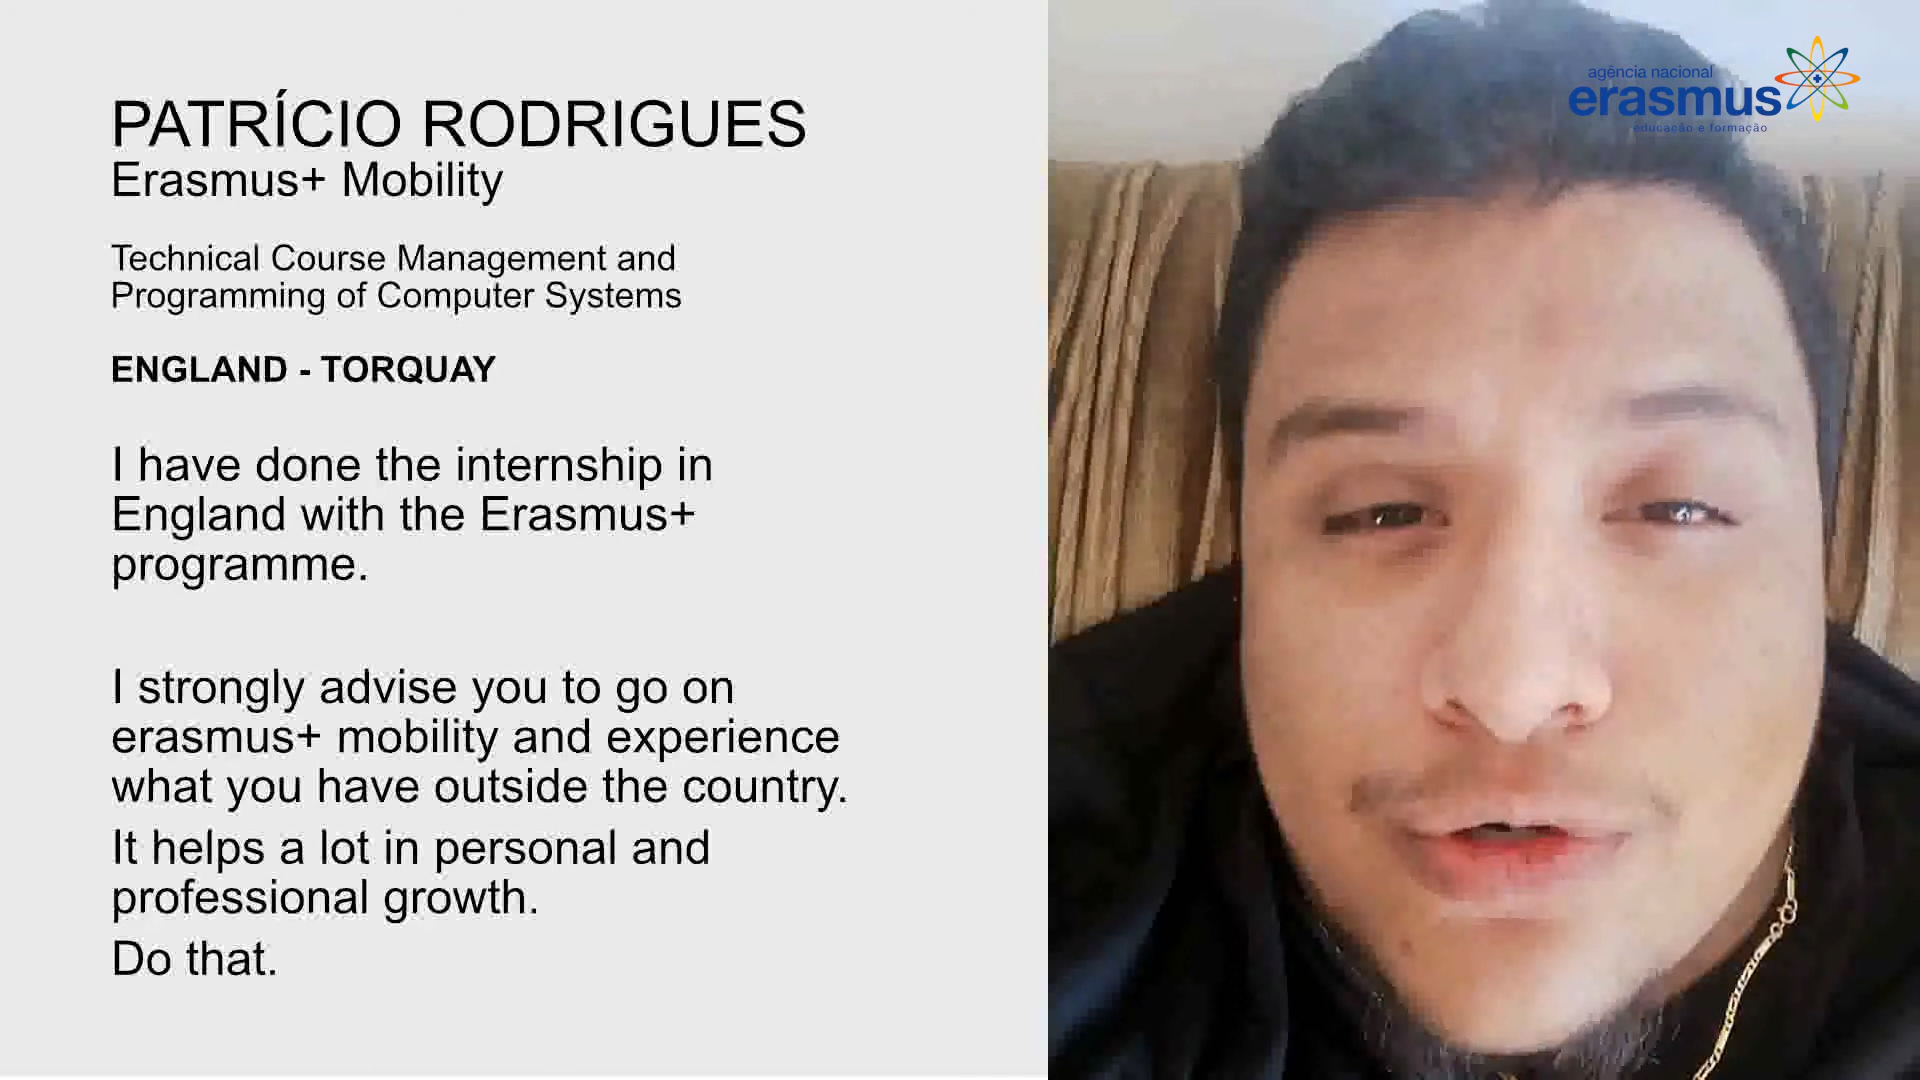 PATRÍCIO RODRIGUES
Erasmus+ Mobility
Technical Course Management and
Programming of Computer Systems
ENGLAND - TORQUAY
I have done the internship in
England with the Erasmus+
programme.
I strongly advise you to go on
erasmus+ mobility and experience
what you have outside the country.
It helps a lot in personal and
professional growth.
Do that.
agência nacional
erasmus+
educação e formação